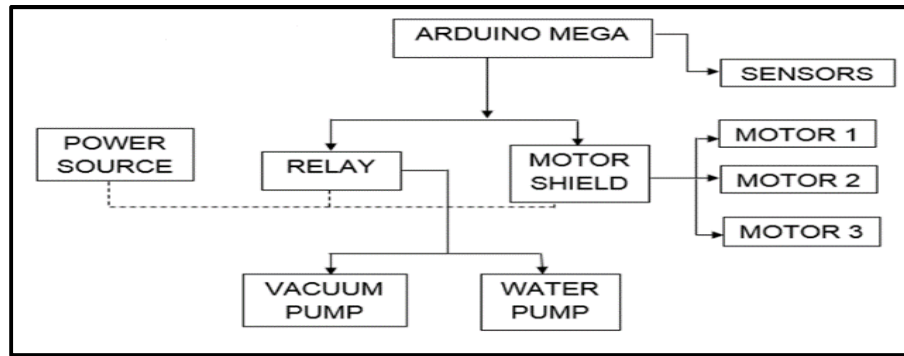 ARDUINO MEGA
SENSORS
POWER
SOURCE
RELAY
MOTOR
SHIELD
MOTOR 1
MOTOR 2
MOTOR 3
VACUUM
PUMP
WATER
PUMP